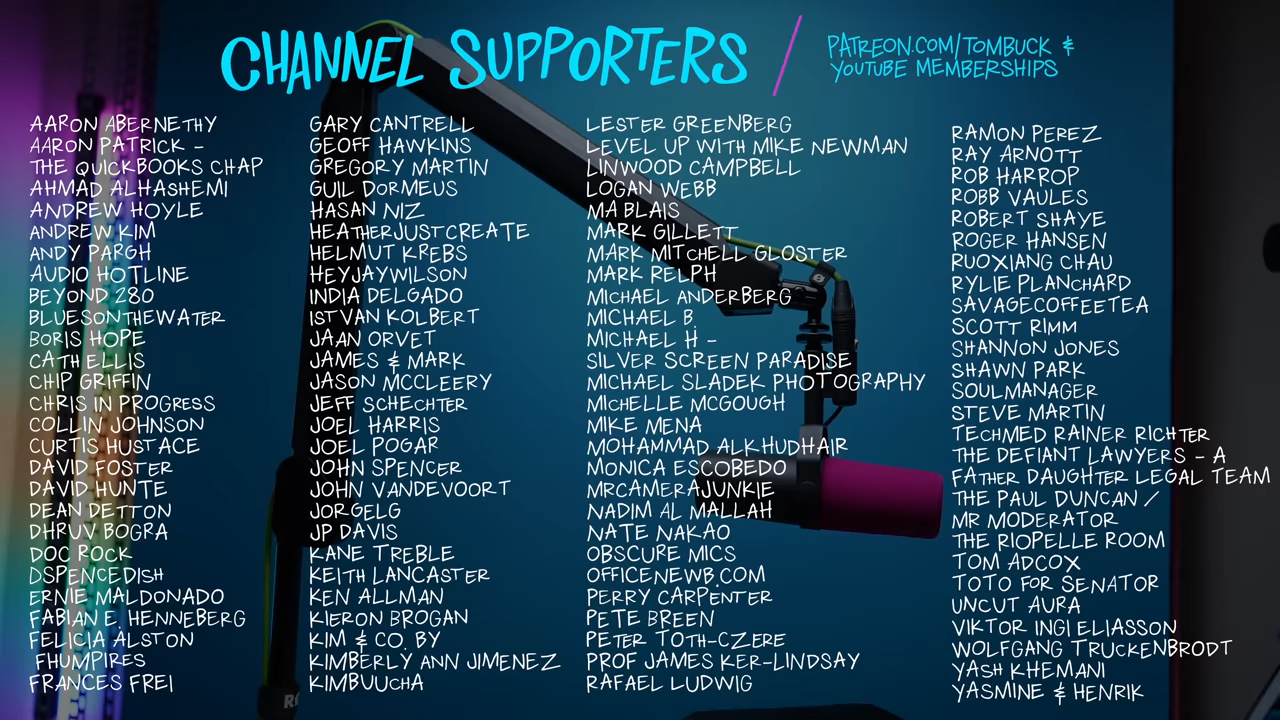 CHANNEL SUPPORTERS / PATREON.COM/TOMBUCK &
YOUTUBE MEMBERSHIPS
AARON ABERNETHY
AARON PATRICK -
THE QUICKBOOKS CHAP
AHMAD ALHASHEMI
ANDREW HOYLE
ANDREW KIM
ANDY PARGH
AUDIO HOTLINE
BEYOND 280
BLUESONTHEWATER
BORIS HOPE
CATH ELLIS
CHIP GRIFFIN
CHRIS IN PROGRESS
COLLIN JOHNSON
CURTIS HUSTACE
DAVID FOSTER
DAVID HUNTE
DEAN DETTON
DHRUV BOGRA
DOC ROCK
DSPENCEDISH
ERNIE MALDONADO
FABIAN E. HENNEBERG
FELICIA ALSTON
FHUMPIRES
FRANCES FREI
GARY CANTRELL
GEOFF HAWKINS
GREGORY MARTIN
GUIL DORMEUS
HASAN NIZ
HEATHERJUSTCREATE
HELMUT KREBS
HEYJAYWILSON
INDIA DELGADO
ISTVAN KOLBERT
JAAN ORVET
JAMES & MARK
JASON MCCLEERY
JEFF SCHECHTER
JOEL HARRIS
JOEL POGAR
JOHN SPENCER
JOHN VANDEVOORT
JORGELG
JP DAVIS
KANE TREBLE
KEITH LANCASTER
KEN ALLMAN
KIERON BROGAN
KIM & CO. BY
KIMBERLY ANN JIMENEZ
KIMBUUCHA
LESTER GREENBERG
LEVEL UP WITH MIKE NEWMAN
LINWOOD CAMPBELL
LOGAN WEBB
MA BLAIS
MARK GILLETT
MARK MITCHELL GLOSTER
MARK RELPH
MICHAEL ANDERBERG
MICHAEL B
MICHAEL H -
SILVER SCREEN PARADISE
MICHAEL SLADEK PHOTOGRAPHY
MICHELLE MCGOUGH
MIKE MENA
MOHAMMAD ALKHUDHAIR
MONICA ESCOBEDO
MRCAMERAJUNKIE
NADIM AL MALLAH
NATE NAKAO
OBSCURE MICS
OFFICENEWB.COM
PERRY CARPENTER
PETE BREEN
PETER TOTH-CZERE
PROF JAMES KER-LINDSAY
RAFAEL LUDWIG
RAMON PEREZ
RAY ARNOTT
ROB HARROP
ROBB VAULES
ROBERT SHAYE
ROGER HANSEN
RUOXIANG CHAU
RYLIE PLANCHARD
SAVAGECOFFEETEA
SCOTT RIMM
SHANNON JONES
SHAWN PARK
SOULMANAGER
STEVE MARTIN
TECHMED RAINER RICHTER
THE DEFIANT LAWYERS - A
FATHER DAUGHTER LEGAL TEAM
THE PAUL DUNCAN /
MR MODERATOR
THE RIOPELLE ROOM
TOM ADCOX
TOTO FOR SENATOR
UNCUT AURA
VIKTOR INGI ELIASSON
WOLFGANG TRUCKENBRODT
YASH KHEMANI
YASMINE & HENRIK